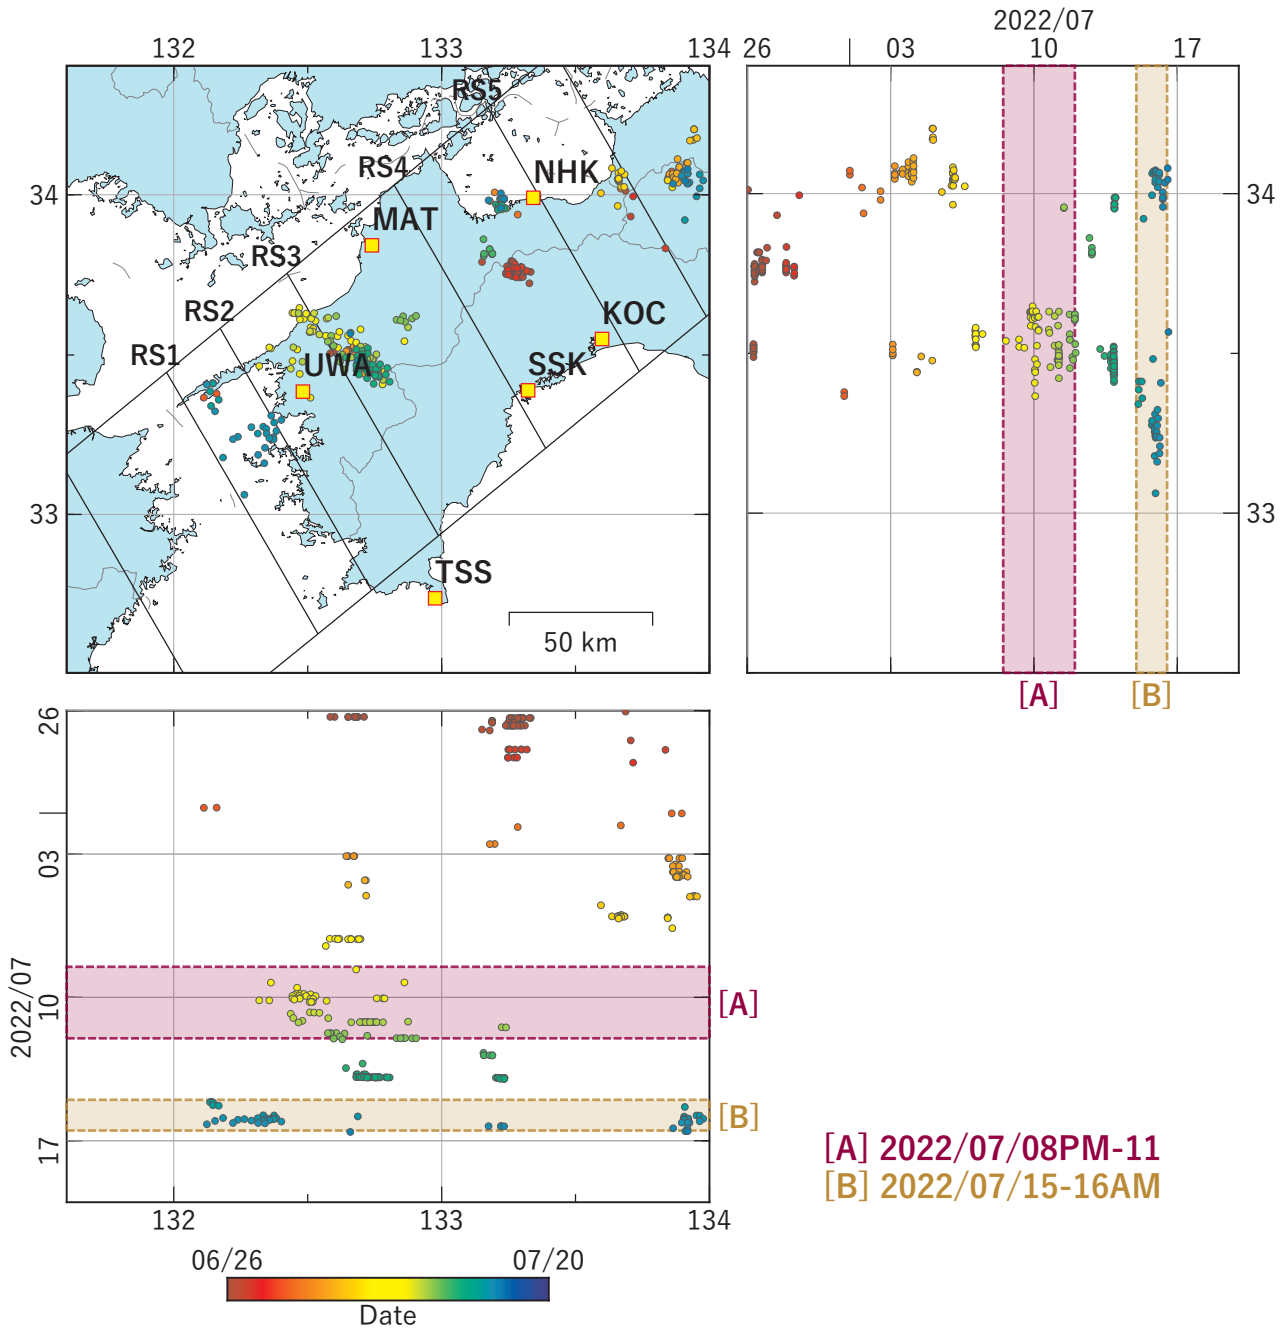 2022/07
132 133 134 26 03 10 17
RS5
RS4 NHK
34 34
MAT
RS3
RS2
KOC
RS1
UWA SSK
33 33
TSS
50 km
[A] [B]
26
03
2022/07
10 [A]
[B]
17
[A] 2022/07/08PM-11
[B] 2022/07/15-16AM
132 133 134
06/26 07/20
Date